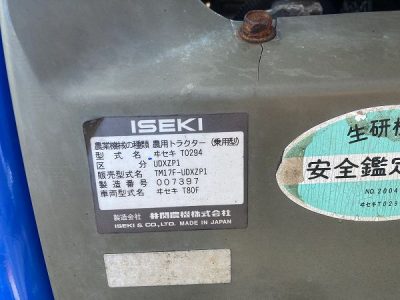 ISEKI
農業機械の種類 農用トラクター(乗用型)
型式名 ヰセキ TO294
区分 UDXZP1
販売型式名 TM17F-UDXZP1
製造番号 007397
車両型式名 ヰセキ T80F
製造会社 井関農機株式会社
ISEKI & CO., LTD. MADE IN JAPAN
生研機
安全鑑定
NO.2004